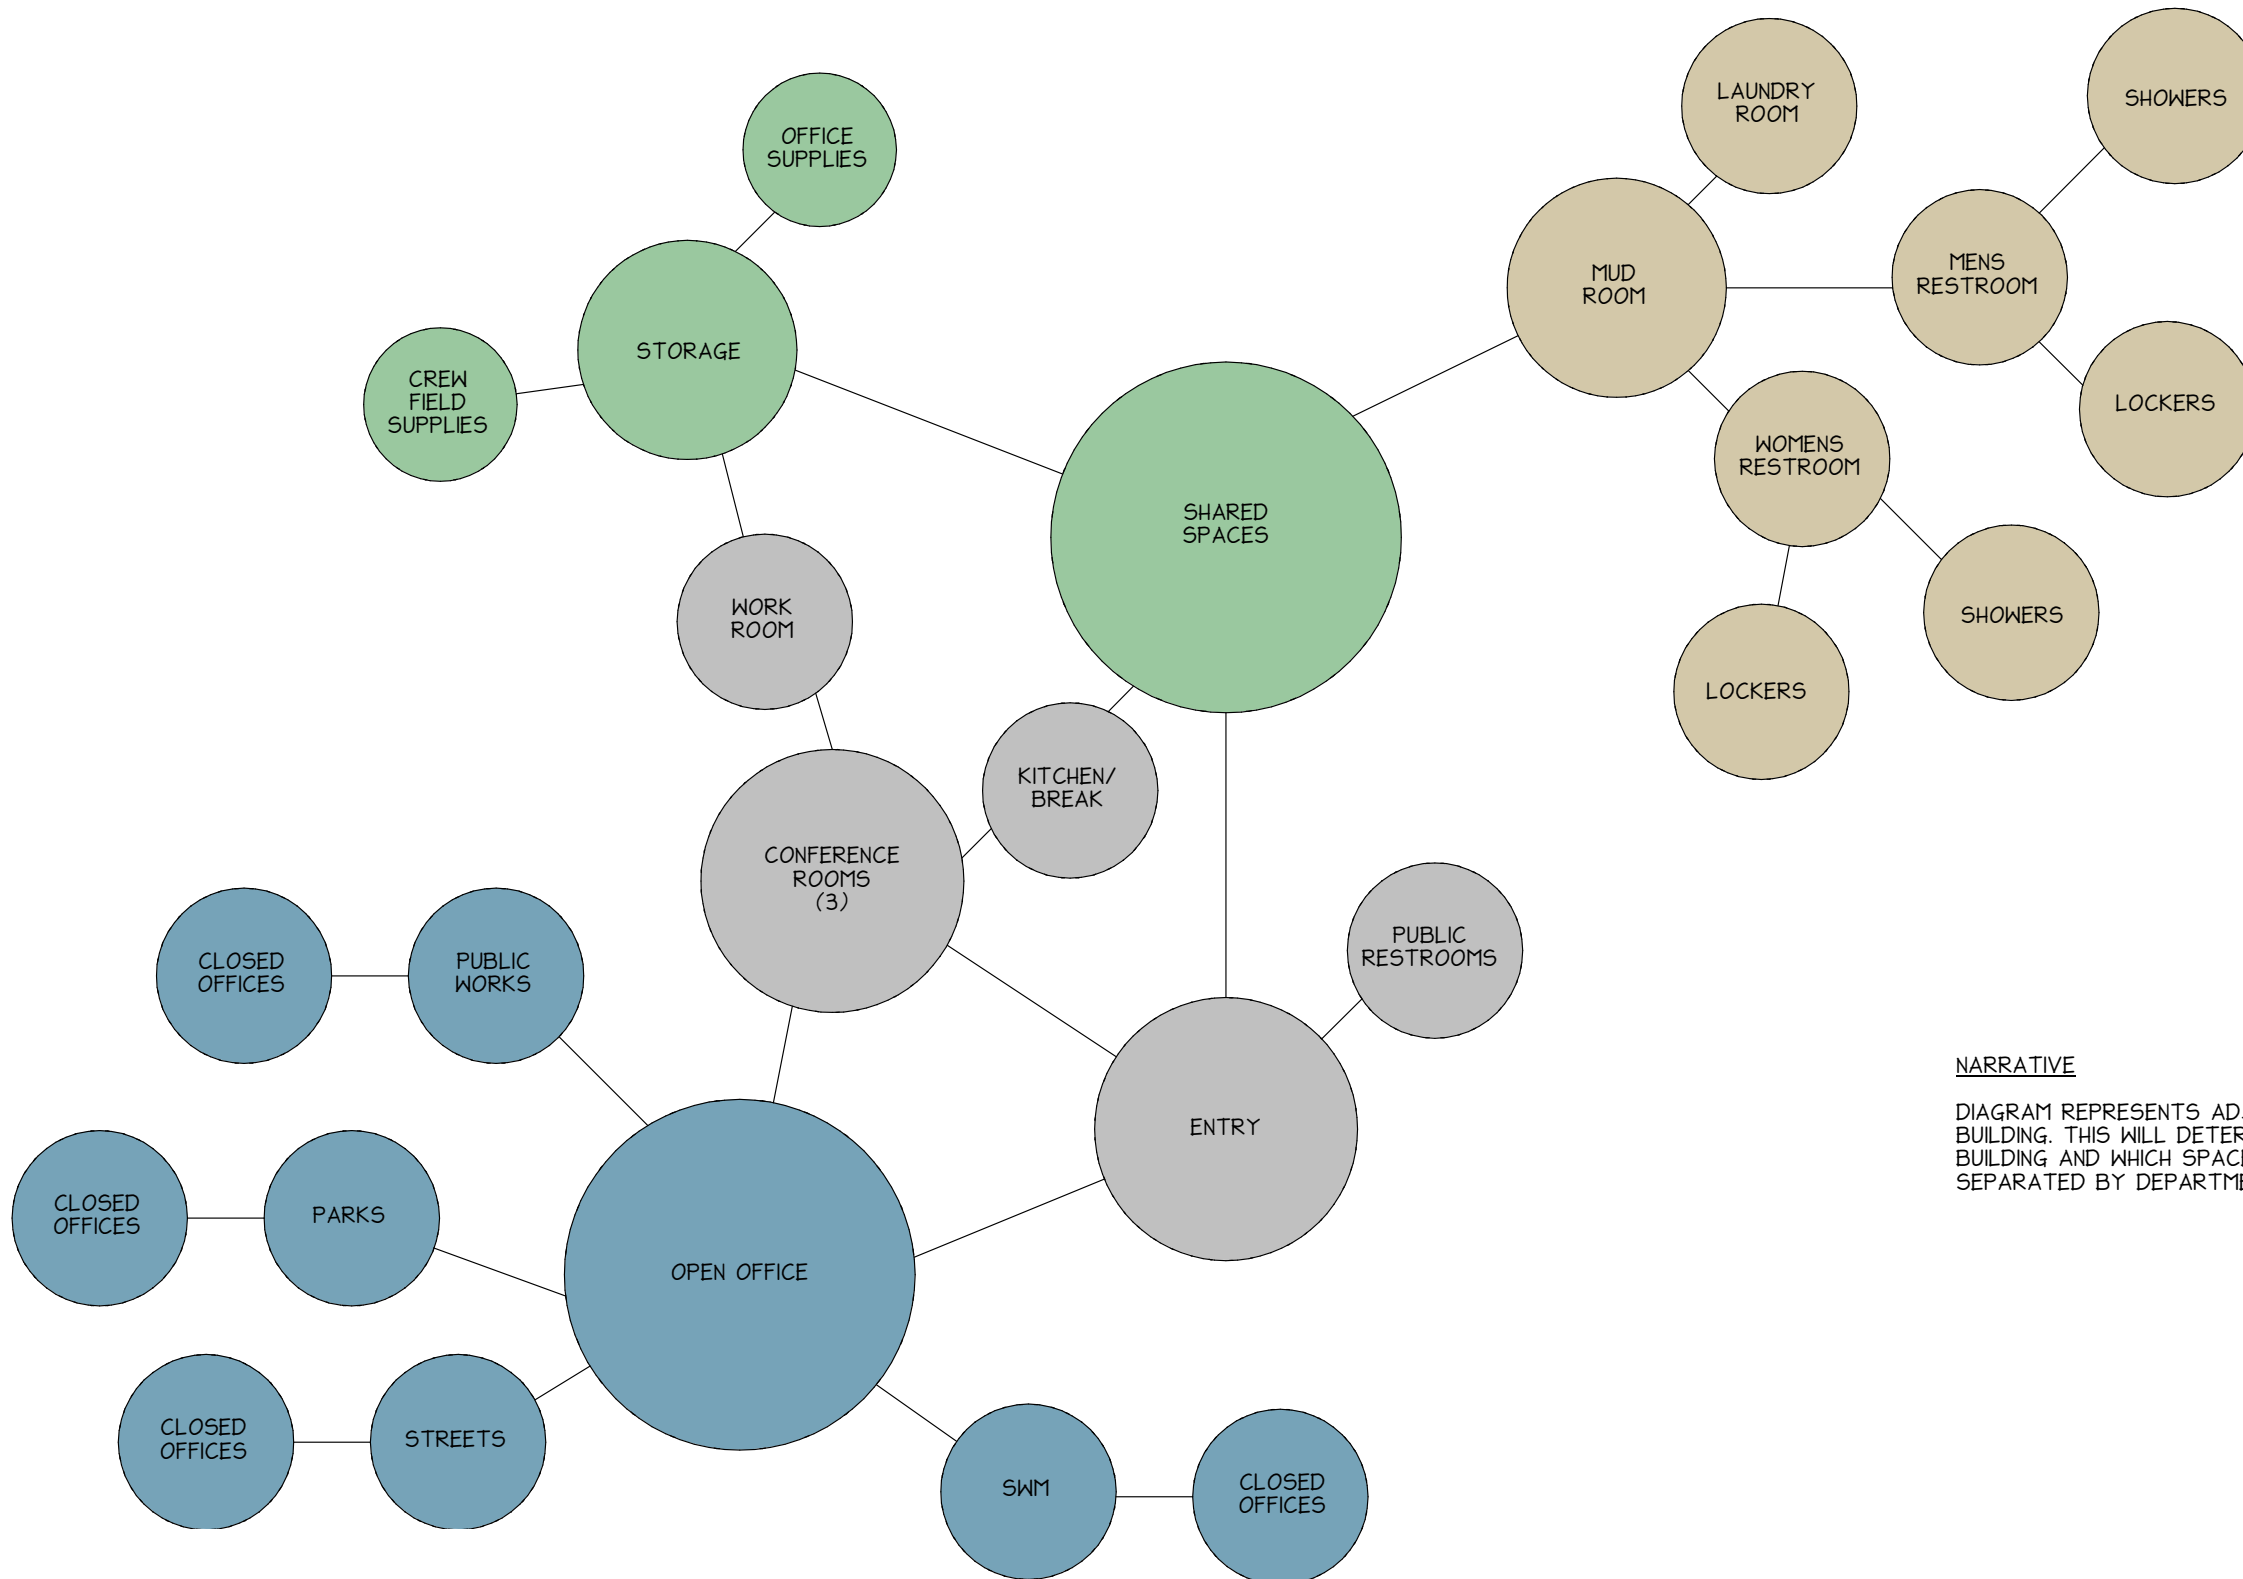 LAUNDRY
ROOM
SHOWERS
OFFICE
SUPPLIES
MUD
ROOM
MENS
RESTROOM
STORAGE
CREW
FIELD
SUPPLIES
LOCKERS
WOMENS
RESTROOM
SHARED
SPACES
WORK
ROOM
SHOWERS
LOCKERS
KITCHEN/
BREAK
CONFERENCE
ROOMS
(3)
PUBLIC
RESTROOMS
CLOSED
OFFICES
PUBLIC
WORKS
NARRATIVE
DIAGRAM REPRESENTS
BUILDING. THIS WILL
BUILDING AND WHICH
SEPARATED BY
ENTRY
CLOSED
OFFICES
PARKS
OPEN OFFICE
CLOSED
OFFICES
STREETS
SWM
CLOSED
OFFICES